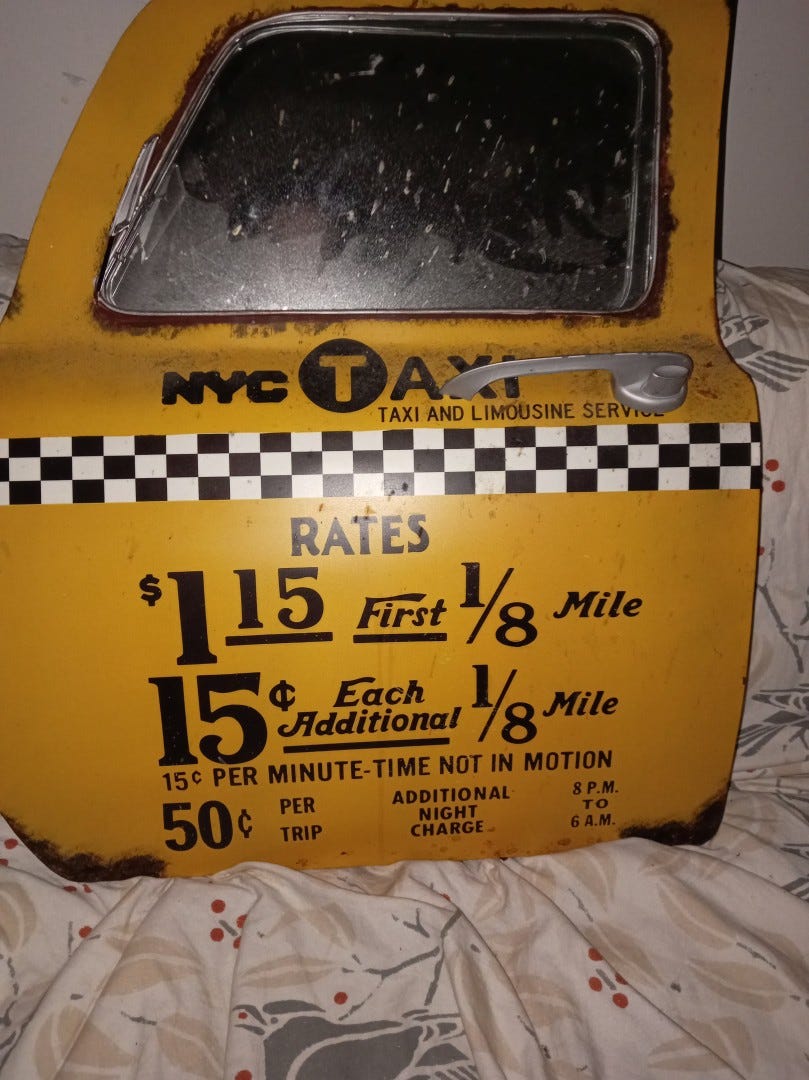 NYC TAXI
TAXI AND LIMOUSINE SERVICE
RATES
$1 15 First 1/8 Mile
15¢ Each Additional 1/8 Mile
15¢ PER MINUTE-TIME NOT IN MOTION
50¢ PER TRIP ADDITIONAL NIGHT CHARGE 8 P.M. TO 6 A.M.